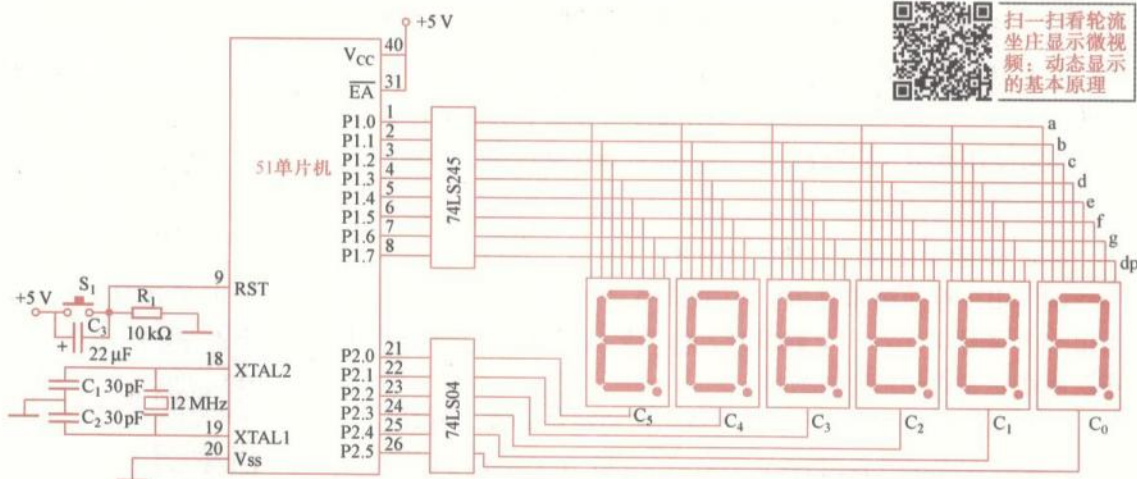 +5 V
扫一扫看轮流
坐庄显示微视
频：动态显示
的基本原理
V_CC 40
E̅A̅ 31
P1.0 1
P1.1 2
P1.2 3
P1.3 4
P1.4 5
P1.5 6
P1.6 7
P1.7 8
51单片机
74LS245
a
b
c
d
e
f
g
dp
9 RST
+5 V
S₁
R₁
10 kΩ
C₃
+
22 μF
18 XTAL2
C₁ 30 pF
12 MHz
C₂ 30 pF
19 XTAL1
20 Vss
P2.0 21
P2.1 22
P2.2 23
P2.3 24
P2.4 25
P2.5 26
74LS04
C₅
C₄
C₃
C₂
C₁
C₀